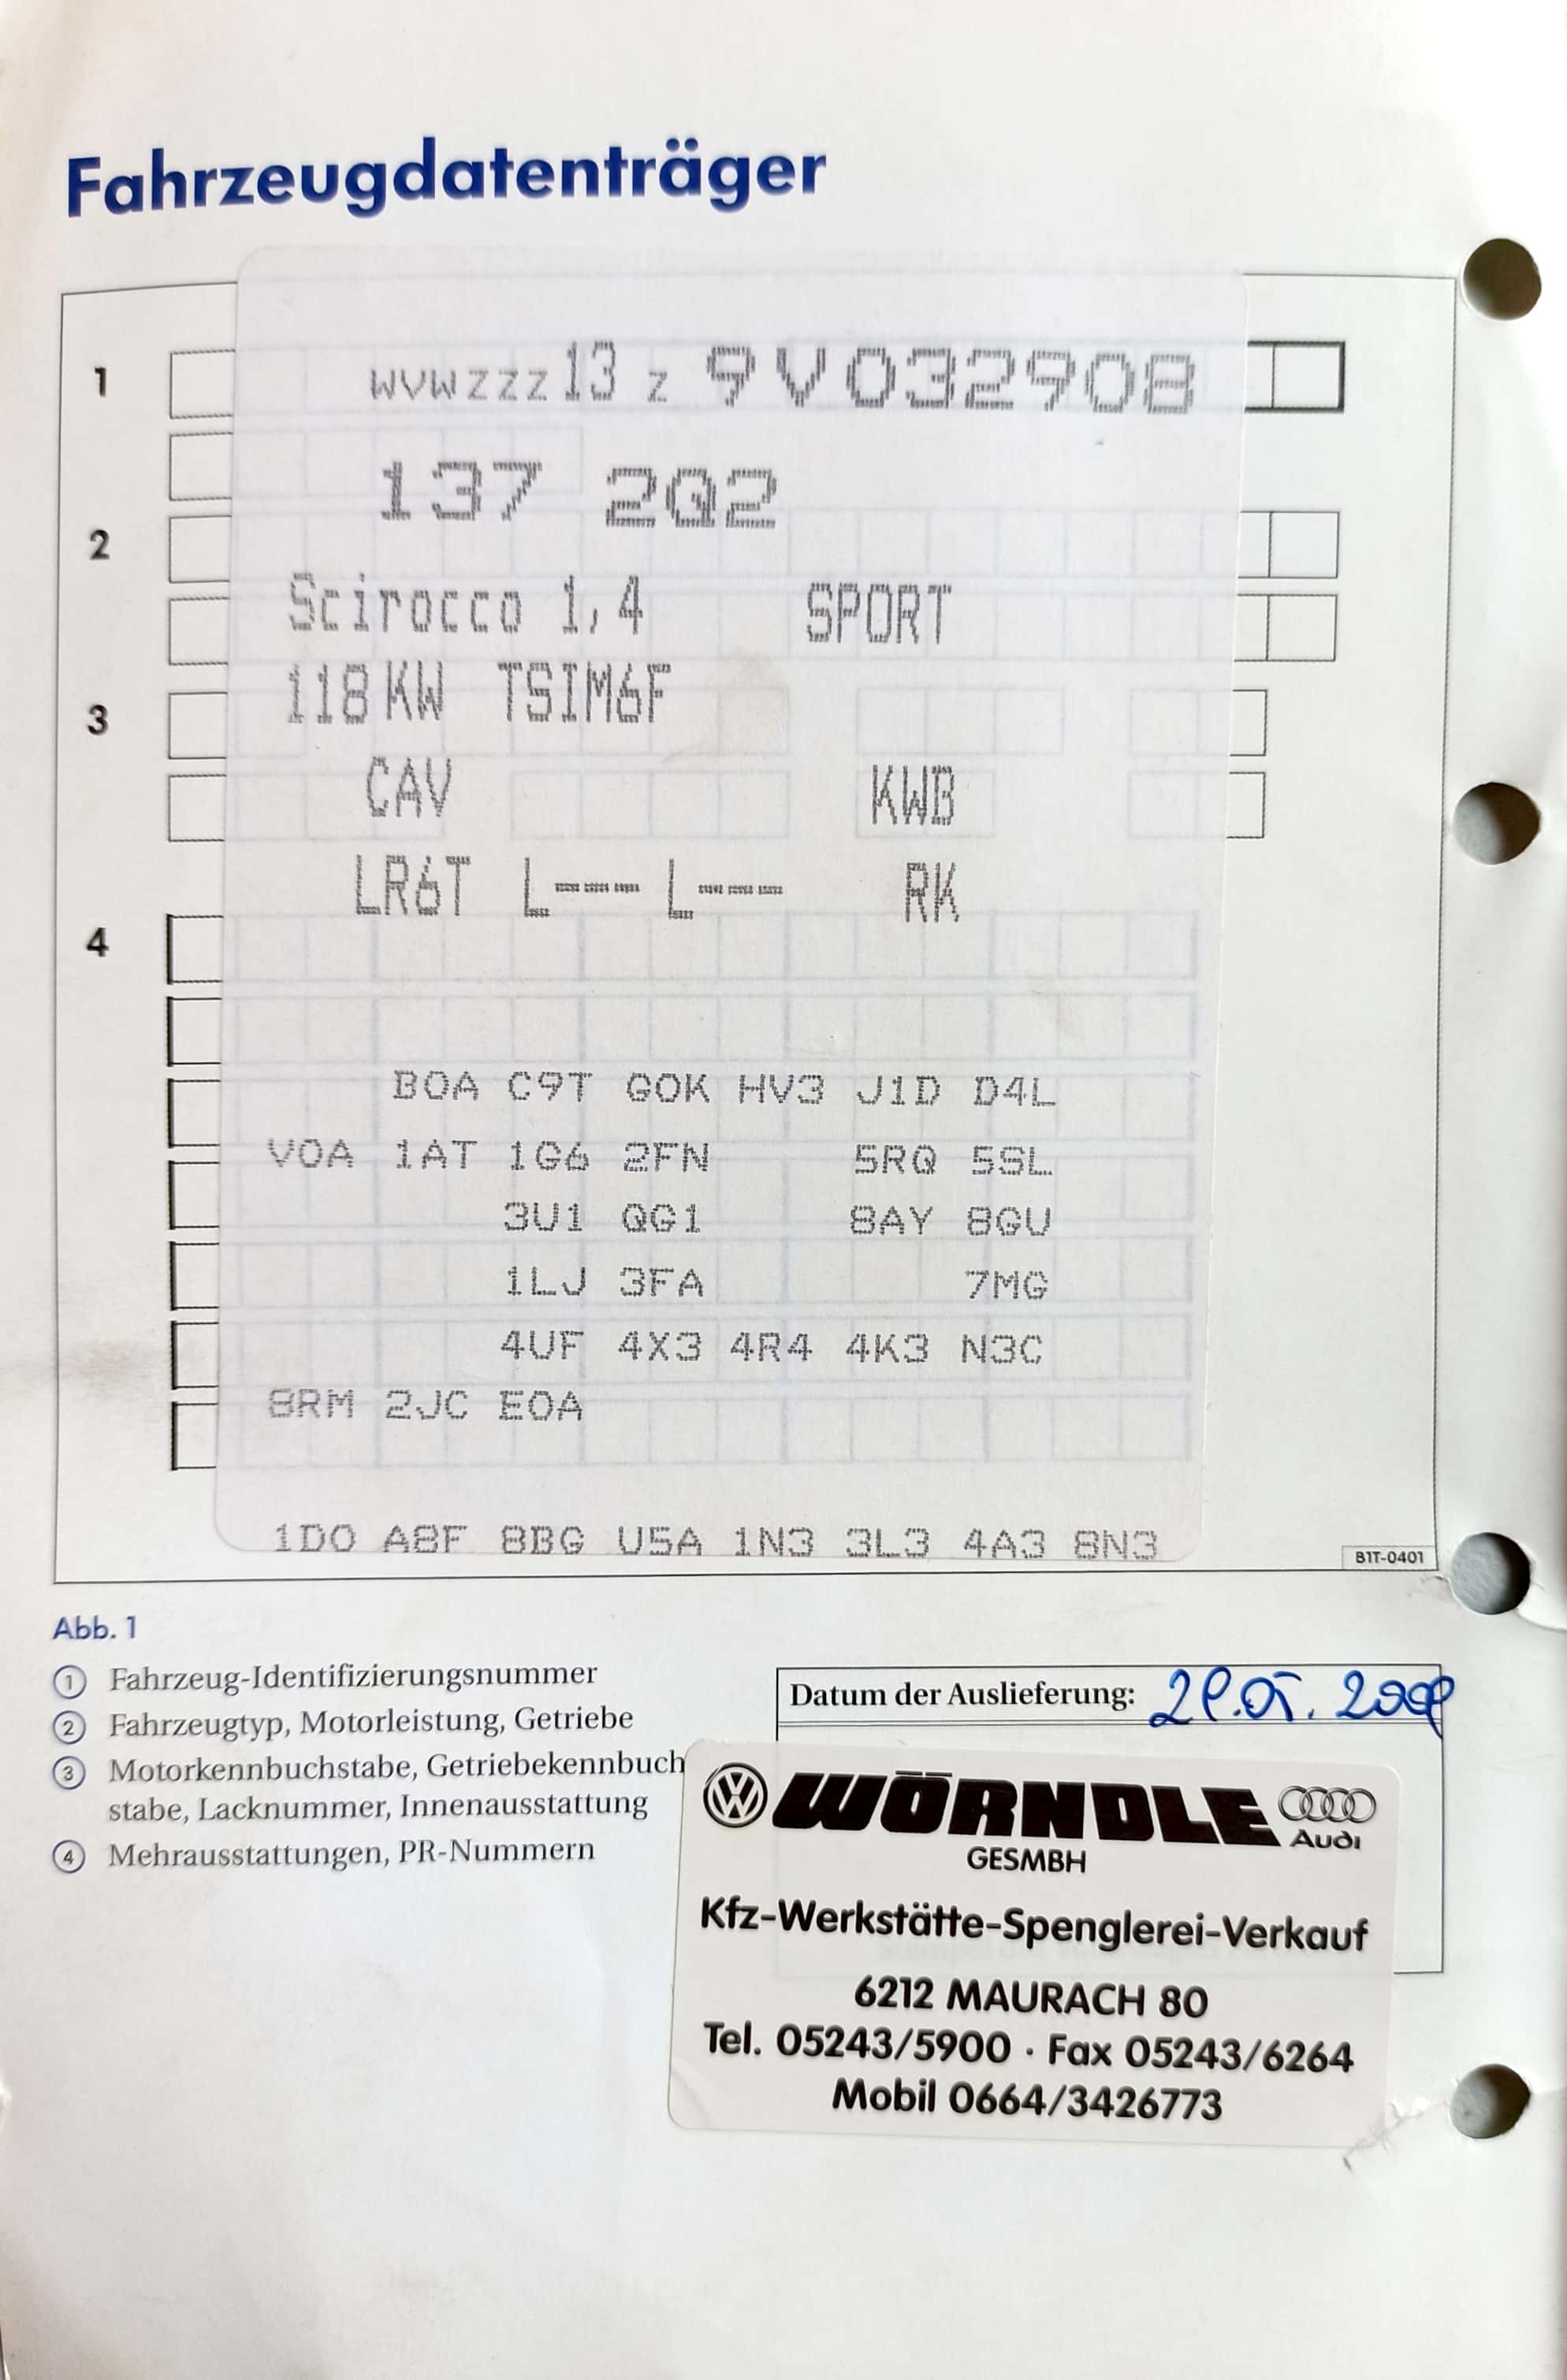 Fahrzeugdatenträger
1 WVWZZZ13Z 9V032908
137 2Q2
2
Scirocco 1,4 SPORT
118KW TSIM6F
3
CAV KWB
LR6T L--- L--- RK
4
B0A C9T G0K HV3 J1D D4L
V0A 1AT 1G6 2FN 5RQ 5SL
3U1 QG1 8AY 8GU
1LJ 3FA 7MG
4UF 4X3 4R4 4K3 N3C
8RM 2JC E0A
1D0 A8F 8BG U5A 1N3 3L3 4A3 8N3
B1T-0401
Abb. 1
1 Fahrzeug-Identifizierungsnummer
2 Fahrzeugtyp, Motorleistung, Getriebe
3 Motorkennbuchstabe, Getriebekennbuch
stabe, Lacknummer, Innenausstattung
4 Mehrausstattungen, PR-Nummern
Datum der Auslieferung: 29.05.2009
WÖRNDLE
Audi
GESMBH
Kfz-Werkstätte-Spenglerei-Verkauf
6212 MAURACH 80
Tel. 05243/5900 · Fax 05243/6264
Mobil 0664/3426773